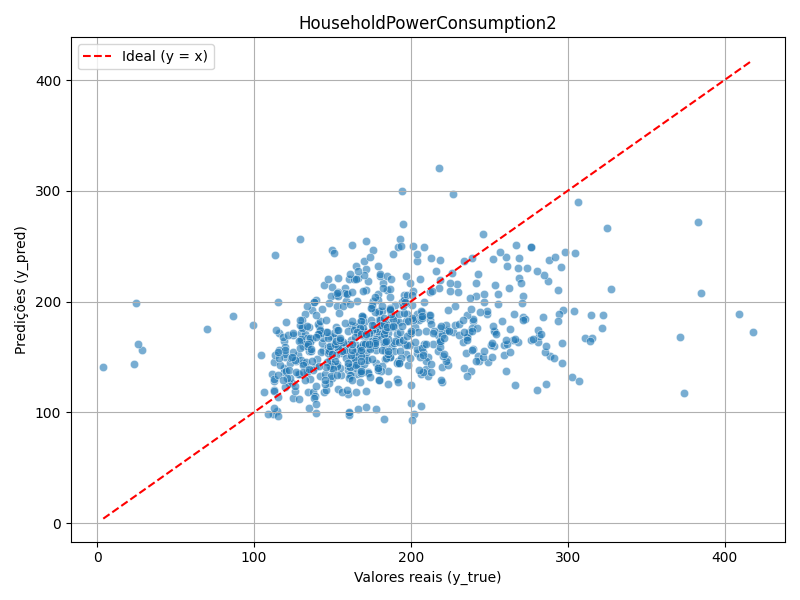 HouseholdPowerConsumption2
Ideal (y = x)
400
300
200
100
0
Predições (y_pred)
0 100 200 300 400
Valores reais (y_true)